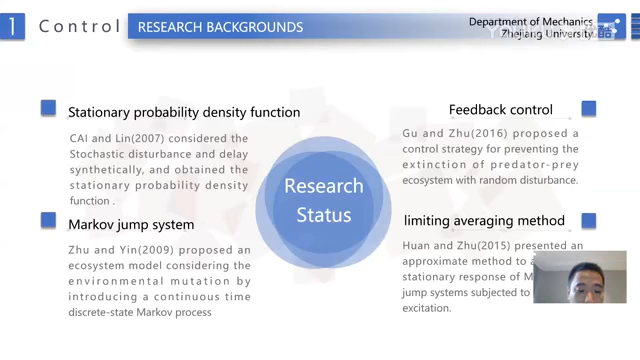 1 Control RESEARCH BACKGROUNDS
Department of Mechanics
Zhejiang University
Stationary probability density function
CAI and Lin(2007) considered the
Stochastic disturbance and delay
synthetically, and obtained the
stationary probability density
function .
Markov jump system
Zhu and Yin(2009) proposed an
ecosystem model considering the
environmental mutation by
introducing a continuous time
discrete-state Markov process
Research
Status
Feedback control
Gu and Zhu(2016) proposed a
control strategy for preventing the
extinction of predator-prey
ecosystem with random disturbance.
limiting averaging method
Huan and Zhu(2015) presented an
approximate method to
stationary response of
jump systems subjected to
excitation.